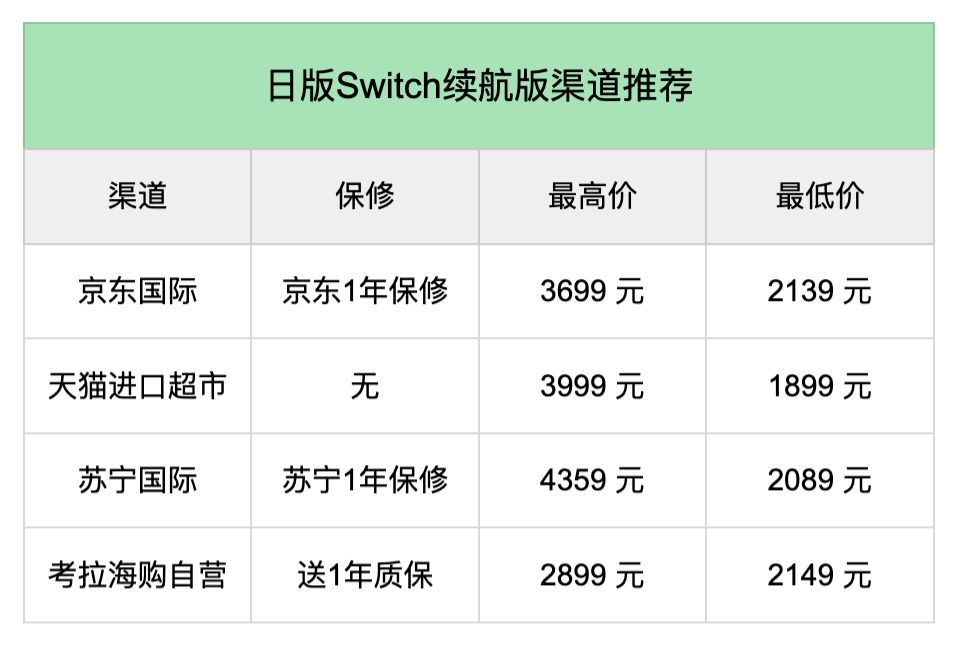 日版Switch续航版渠道推荐
渠道 保修 最高价 最低价
京东国际 京东1年保修 3699 元 2139 元
天猫进口超市 无 3999 元 1899 元
苏宁国际 苏宁1年保修 4359 元 2089 元
考拉海购自营 送1年质保 2899 元 2149 元